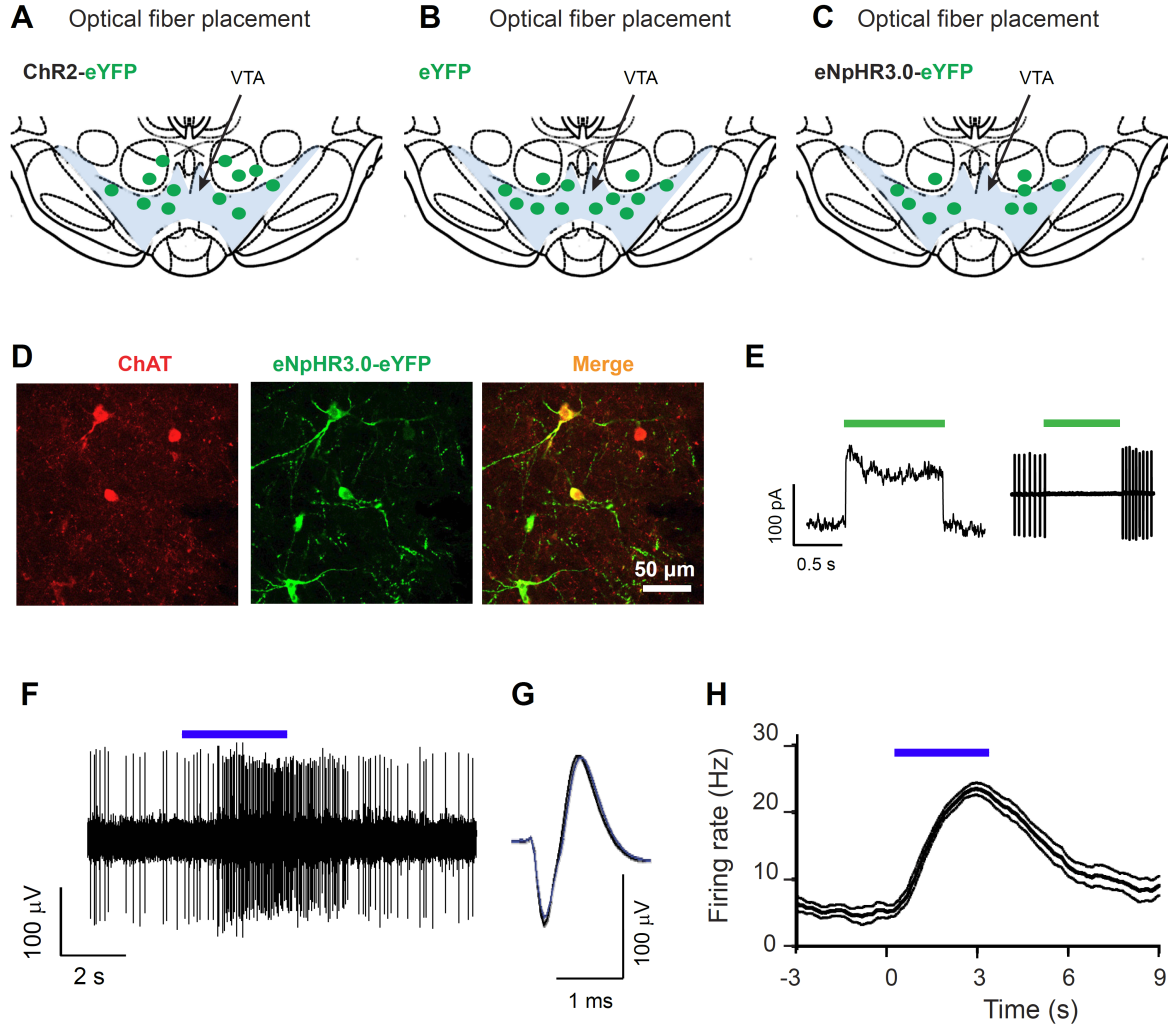 A
Optical fiber placement
ChR2-eYFP
VTA
B
Optical fiber placement
eYFP
VTA
C
Optical fiber placement
eNpHR3.0-eYFP
VTA
D
ChAT
eNpHR3.0-eYFP
Merge
50 µm
E
100 pA
0.5 s
F
100 µV
2 s
G
100 µV
1 ms
H
Firing rate (Hz)
30
20
10
0
-3
0
3
6
9
Time (s)